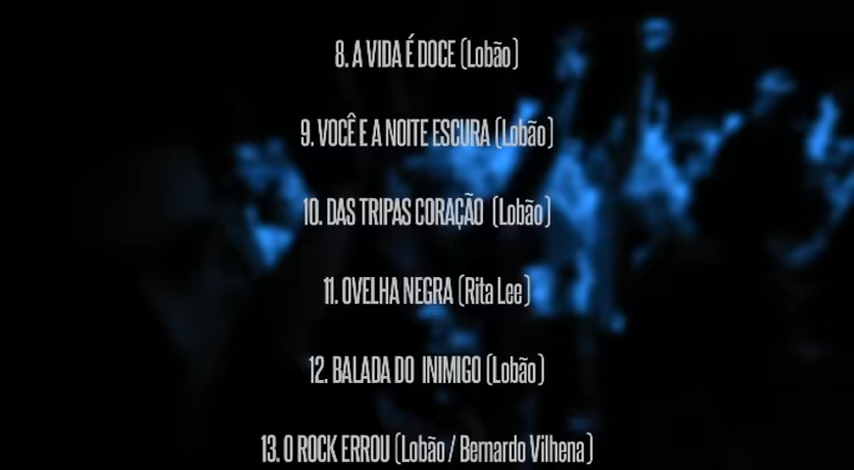 8. A VIDA É DOCE (Lobão)
9. VOCÊ E A NOITE ESCURA (Lobão)
10. DAS TRIPAS CORAÇÃO (Lobão)
11. OVELHA NEGRA (Rita Lee)
12. BALADA DO INIMIGO (Lobão)
13. O ROCK ERROU (Lobão / Bernardo Vilhena)